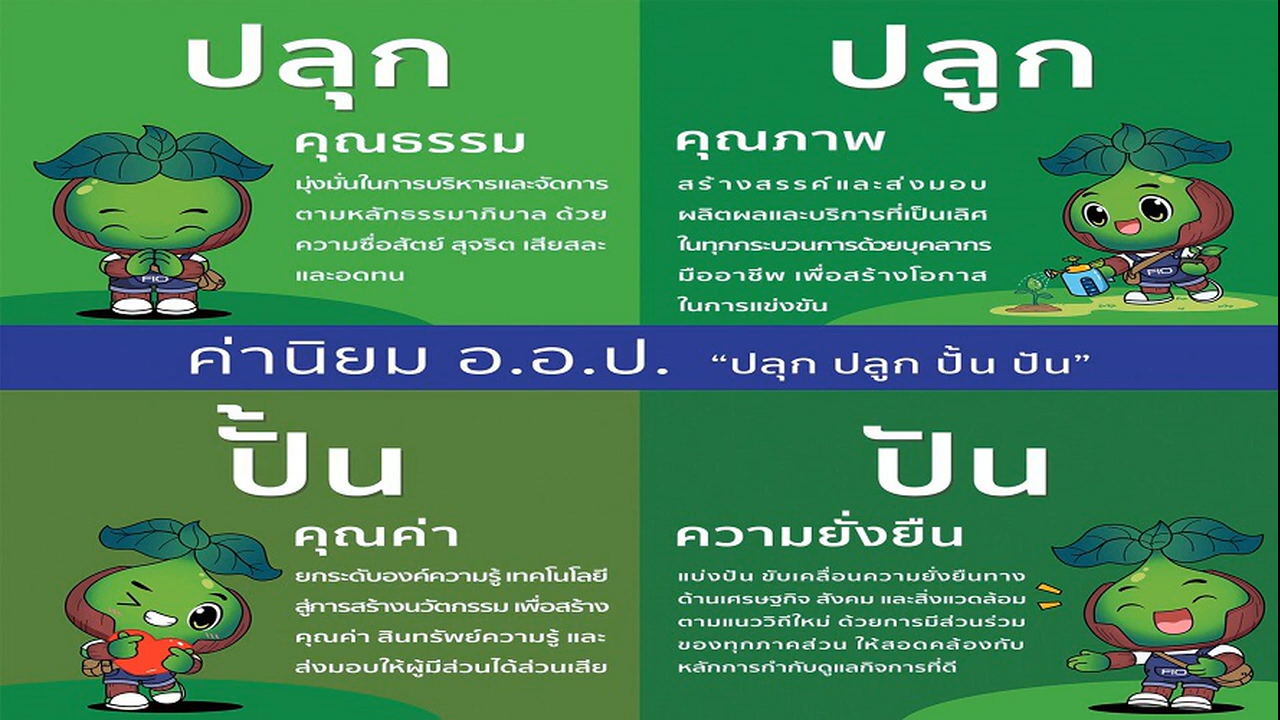 ปลุก
คุณธรรม
มุ่งมั่นในการบริหารและจัดการ
ตามหลักธรรมาภิบาล ด้วย
ความซื่อสัตย์ สุจริต เสียสละ
และอดทน
FIO
ปลูก
คุณภาพ
สร้างสรรค์และส่งมอบ
ผลิตผลและบริการที่เป็นเลิศ
ในทุกกระบวนการด้วยบุคลากร
มืออาชีพ เพื่อสร้างโอกาส
ในการแข่งขัน
FIO
ค่านิยม อ.อ.ป. “ปลุก ปลูก ปั้น ปัน”
ปั้น
คุณค่า
ยกระดับองค์ความรู้ เทคโนโลยี
สู่การสร้างนวัตกรรม เพื่อสร้าง
คุณค่า สินทรัพย์ความรู้ และ
ส่งมอบให้ผู้มีส่วนได้ส่วนเสีย
FIO
ปัน
ความยั่งยืน
แบ่งปัน ขับเคลื่อนความยั่งยืนทาง
ด้านเศรษฐกิจ สังคม และสิ่งแวดล้อม
ตามแนววิถีใหม่ ด้วยการมีส่วนร่วม
ของทุกภาคส่วน ให้สอดคล้องกับ
หลักการกำกับดูแลกิจการที่ดี
FIO